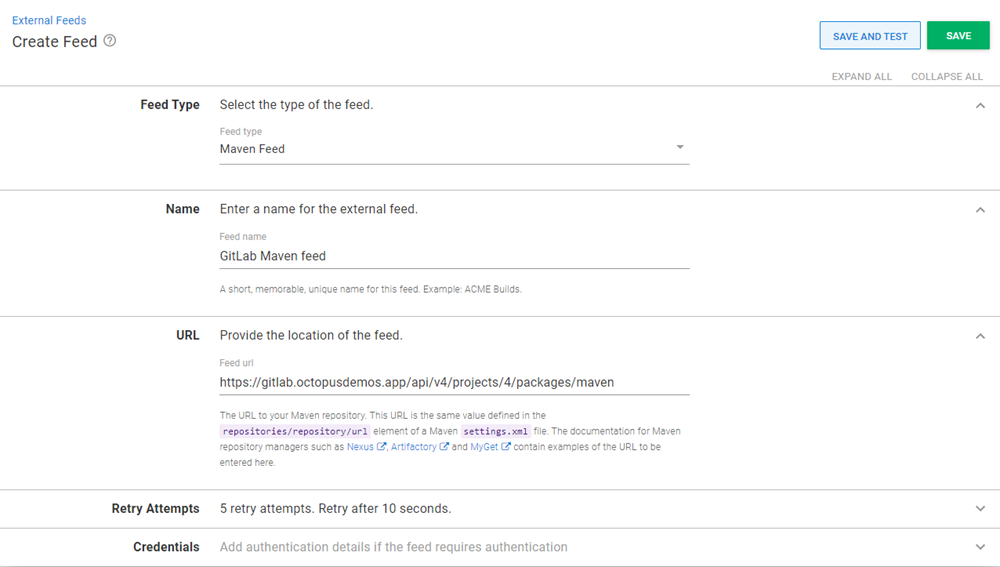 External Feeds
Create Feed
SAVE AND TEST
SAVE
EXPAND ALL
COLLAPSE ALL
Feed Type
Select the type of the feed.
Feed type
Maven Feed
Name
Enter a name for the external feed.
Feed name
GitLab Maven feed
A short, memorable, unique name for this feed. Example: ACME Builds.
URL
Provide the location of the feed.
Feed url
https://gitlab.octopusdemos.app/api/v4/projects/4/packages/maven
The URL to your Maven repository. This URL is the same value defined in the
repositories/repository/url element of a Maven settings.xml file. The documentation for Maven
repository managers such as Nexus, Artifactory and MyGet contain examples of the URL to be
entered here.
Retry Attempts
5 retry attempts. Retry after 10 seconds.
Credentials
Add authentication details if the feed requires authentication